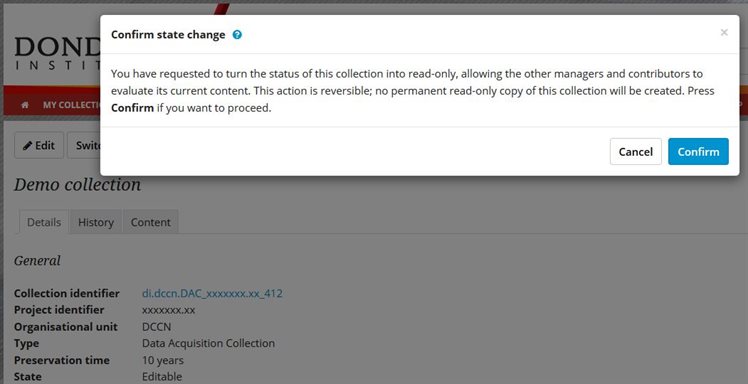 Confirm state change ?
×
You have requested to turn the status of this collection into read-only, allowing the other managers and contributors to
evaluate its current content. This action is reversible; no permanent read-only copy of this collection will be created. Press
Confirm if you want to proceed.
Cancel Confirm
DOND
INSTIT
MY COLLECTION
P
Edit Switc
Demo collection
Details History Content
General
Collection identifier di.dccn.DAC_xxxxxxx.xx_412
Project identifier xxxxxxx.xx
Organisational unit DCCN
Type Data Acquisition Collection
Preservation time 10 years
State Editable